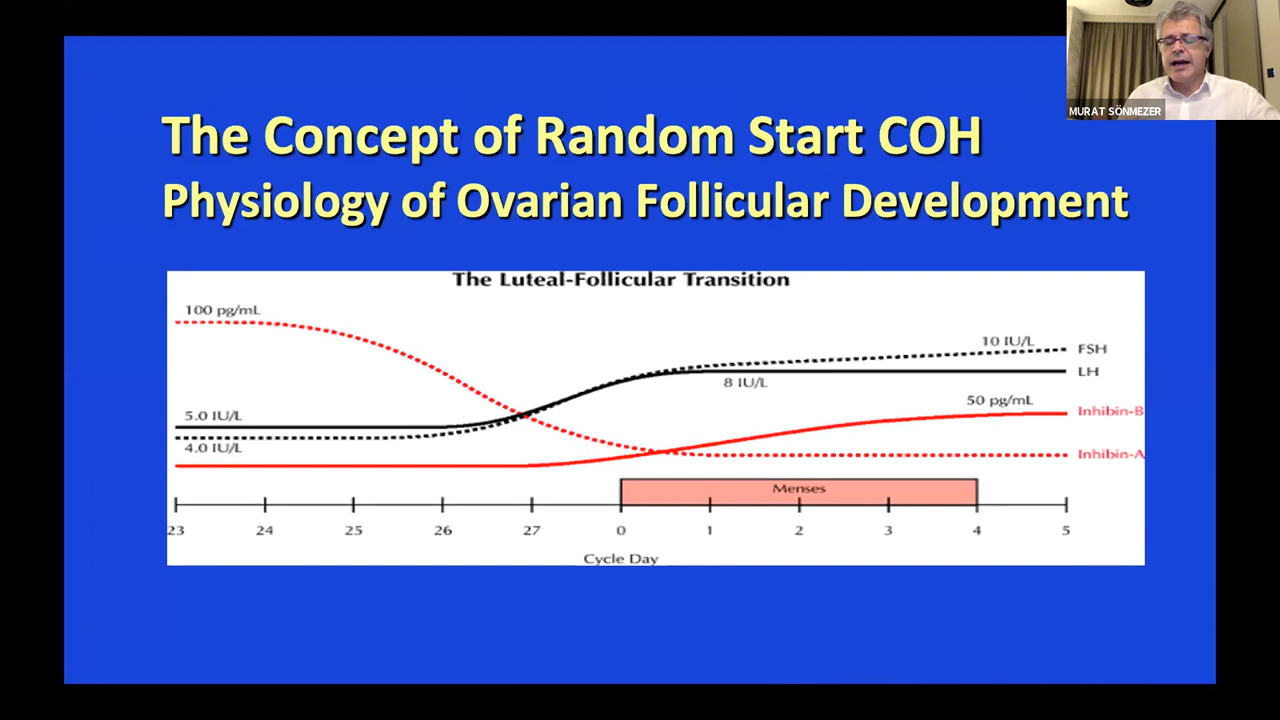 MURAT SÖNMEZER
The Concept of Random Start COH
Physiology of Ovarian Follicular Development
The Luteal-Follicular Transition
100 pg/mL
10 IU/L
FSH
LH
8 IU/L
50 pg/mL
5.0 IU/L
Inhibin-B
4.0 IU/L
Inhibin-A
Menses
23 24 25 26 27 0 1 2 3 4 5
Cycle Day